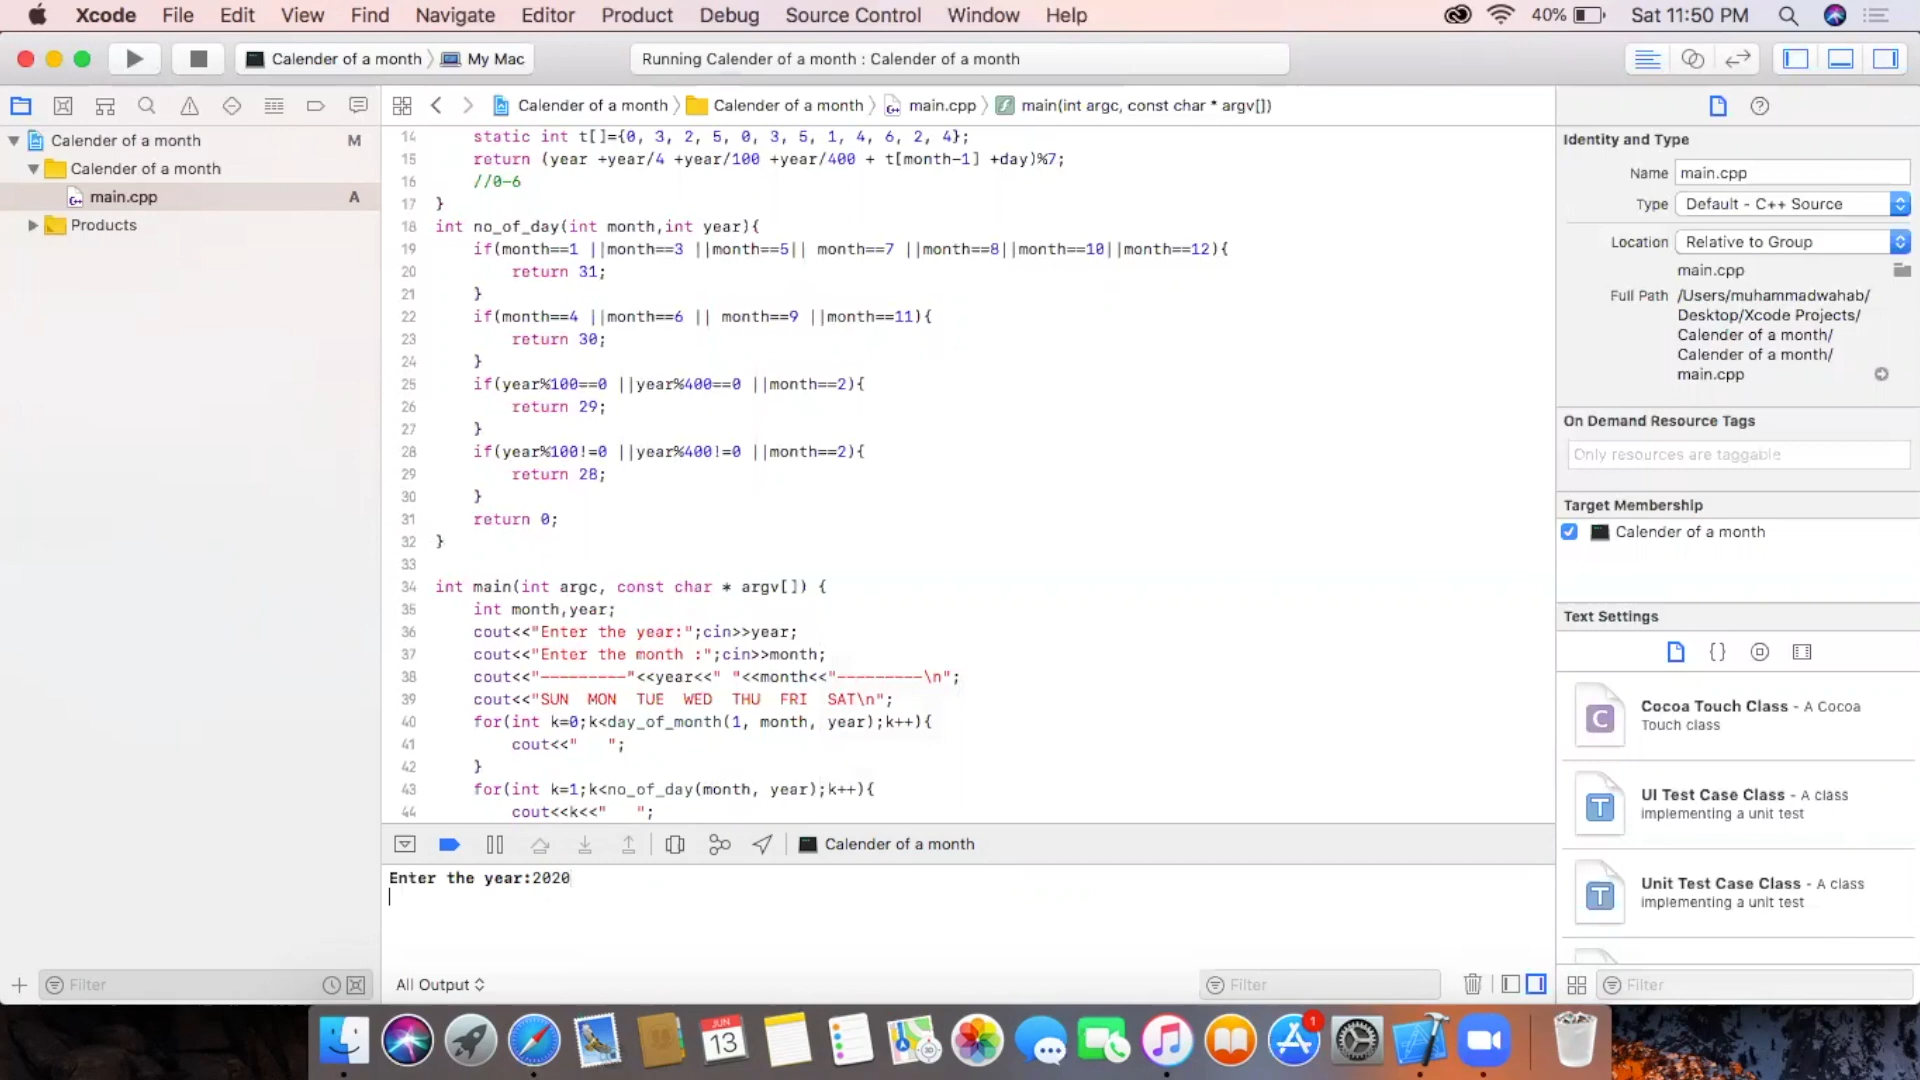 Xcode File Edit View Find Navigate Editor Product Debug Source Control Window Help 40% Sat 11:50 PM
Calender of a month My Mac Running Calender of a month : Calender of a month
Calender of a month M
Calender of a month
main.cpp A
Products
Filter
Calender of a month Calender of a month main.cpp main(int argc, const char * argv[])
14 static int t[]={0, 3, 2, 5, 0, 3, 5, 1, 4, 6, 2, 4};
15 return (year +year/4 +year/100 +year/400 + t[month-1] +day)%7;
16 //0-6
17 }
18 int no_of_day(int month,int year){
19 if(month==1 ||month==3 ||month==5|| month==7 ||month==8||month==10||month==12){
20 return 31;
21 }
22 if(month==4 ||month==6 || month==9 ||month==11){
23 return 30;
24 }
25 if(year%100==0 ||year%400==0 ||month==2){
26 return 29;
27 }
28 if(year%100!=0 ||year%400!=0 ||month==2){
29 return 28;
30 }
31 return 0;
32 }
33
34 int main(int argc, const char * argv[]) {
35 int month,year;
36 cout<<"Enter the year:";cin>>year;
37 cout<<"Enter the month :";cin>>month;
38 cout<<"---------"<<year<<" "<<month<<"---------\n";
39 cout<<"SUN  MON  TUE  WED  THU  FRI  SAT\n";
40 for(int k=0;k<day_of_month(1, month, year);k++){
41 cout<<"   ";
42 }
43 for(int k=1;k<no_of_day(month, year);k++){
44 cout<<k<<"   ";
Calender of a month
Enter the year:2020
All Output
Filter
Identity and Type
Name main.cpp
Type Default - C++ Source
Location Relative to Group
main.cpp
Full Path /Users/muhammadwahab/
Desktop/Xcode Projects/
Calender of a month/
Calender of a month/
main.cpp
On Demand Resource Tags
Only resources are taggable
Target Membership
Calender of a month
Text Settings
{ }
C
Cocoa Touch Class - A Cocoa
Touch class
T
UI Test Case Class - A class
implementing a unit test
T
Unit Test Case Class - A class
implementing a unit test
Filter
JUN
13
1